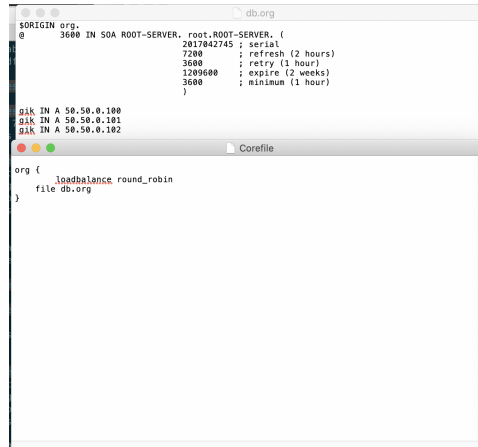 db.org
$ORIGIN org.
@ 3600 IN SOA ROOT-SERVER. root.ROOT-SERVER. (
2017042745 ; serial
7200 ; refresh (2 hours)
3600 ; retry (1 hour)
1209600 ; expire (2 weeks)
3600 ; minimum (1 hour)
)
gik IN A 50.50.0.100
gik IN A 50.50.0.101
gik IN A 50.50.0.102
Corefile
org {
loadbalance round_robin
file db.org
}